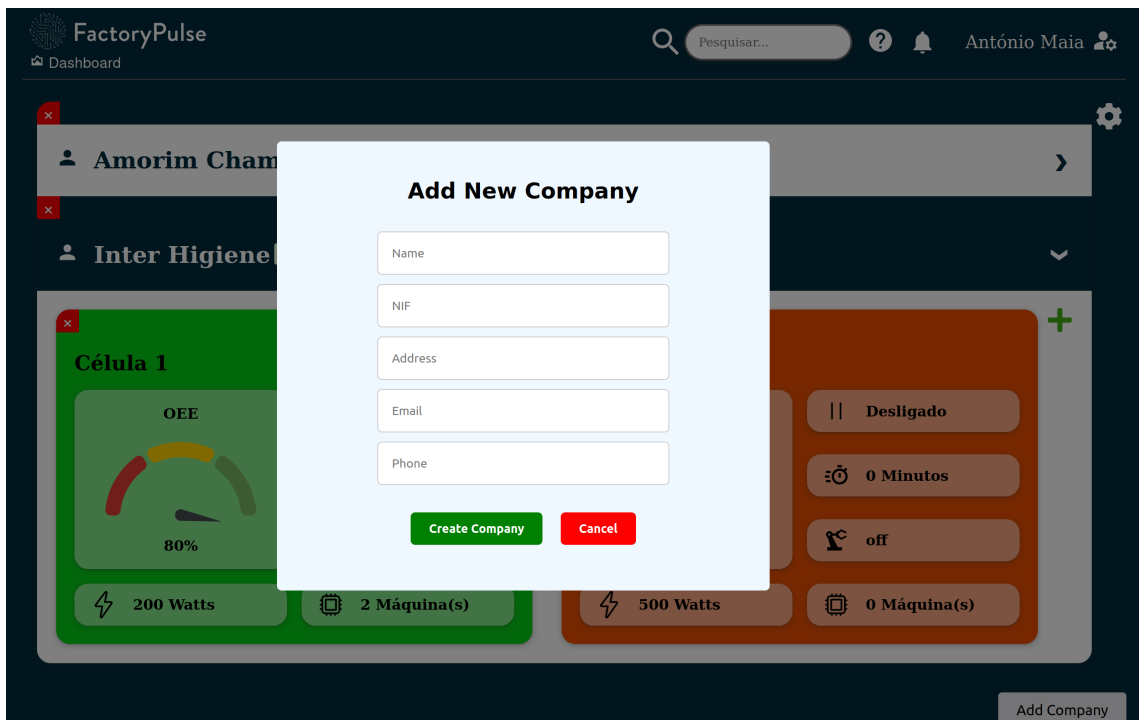 FactoryPulse
Pesquisar...
António Maia
Dashboard
Amorim Cham
Add New Company
Name
Inter Higiene
NIF
Address
Email
Phone
Create Company
Cancel
Célula 1
OEE
80%
200 Watts
2 Máquina(s)
Desligado
0 Minutos
off
500 Watts
0 Máquina(s)
Add Company